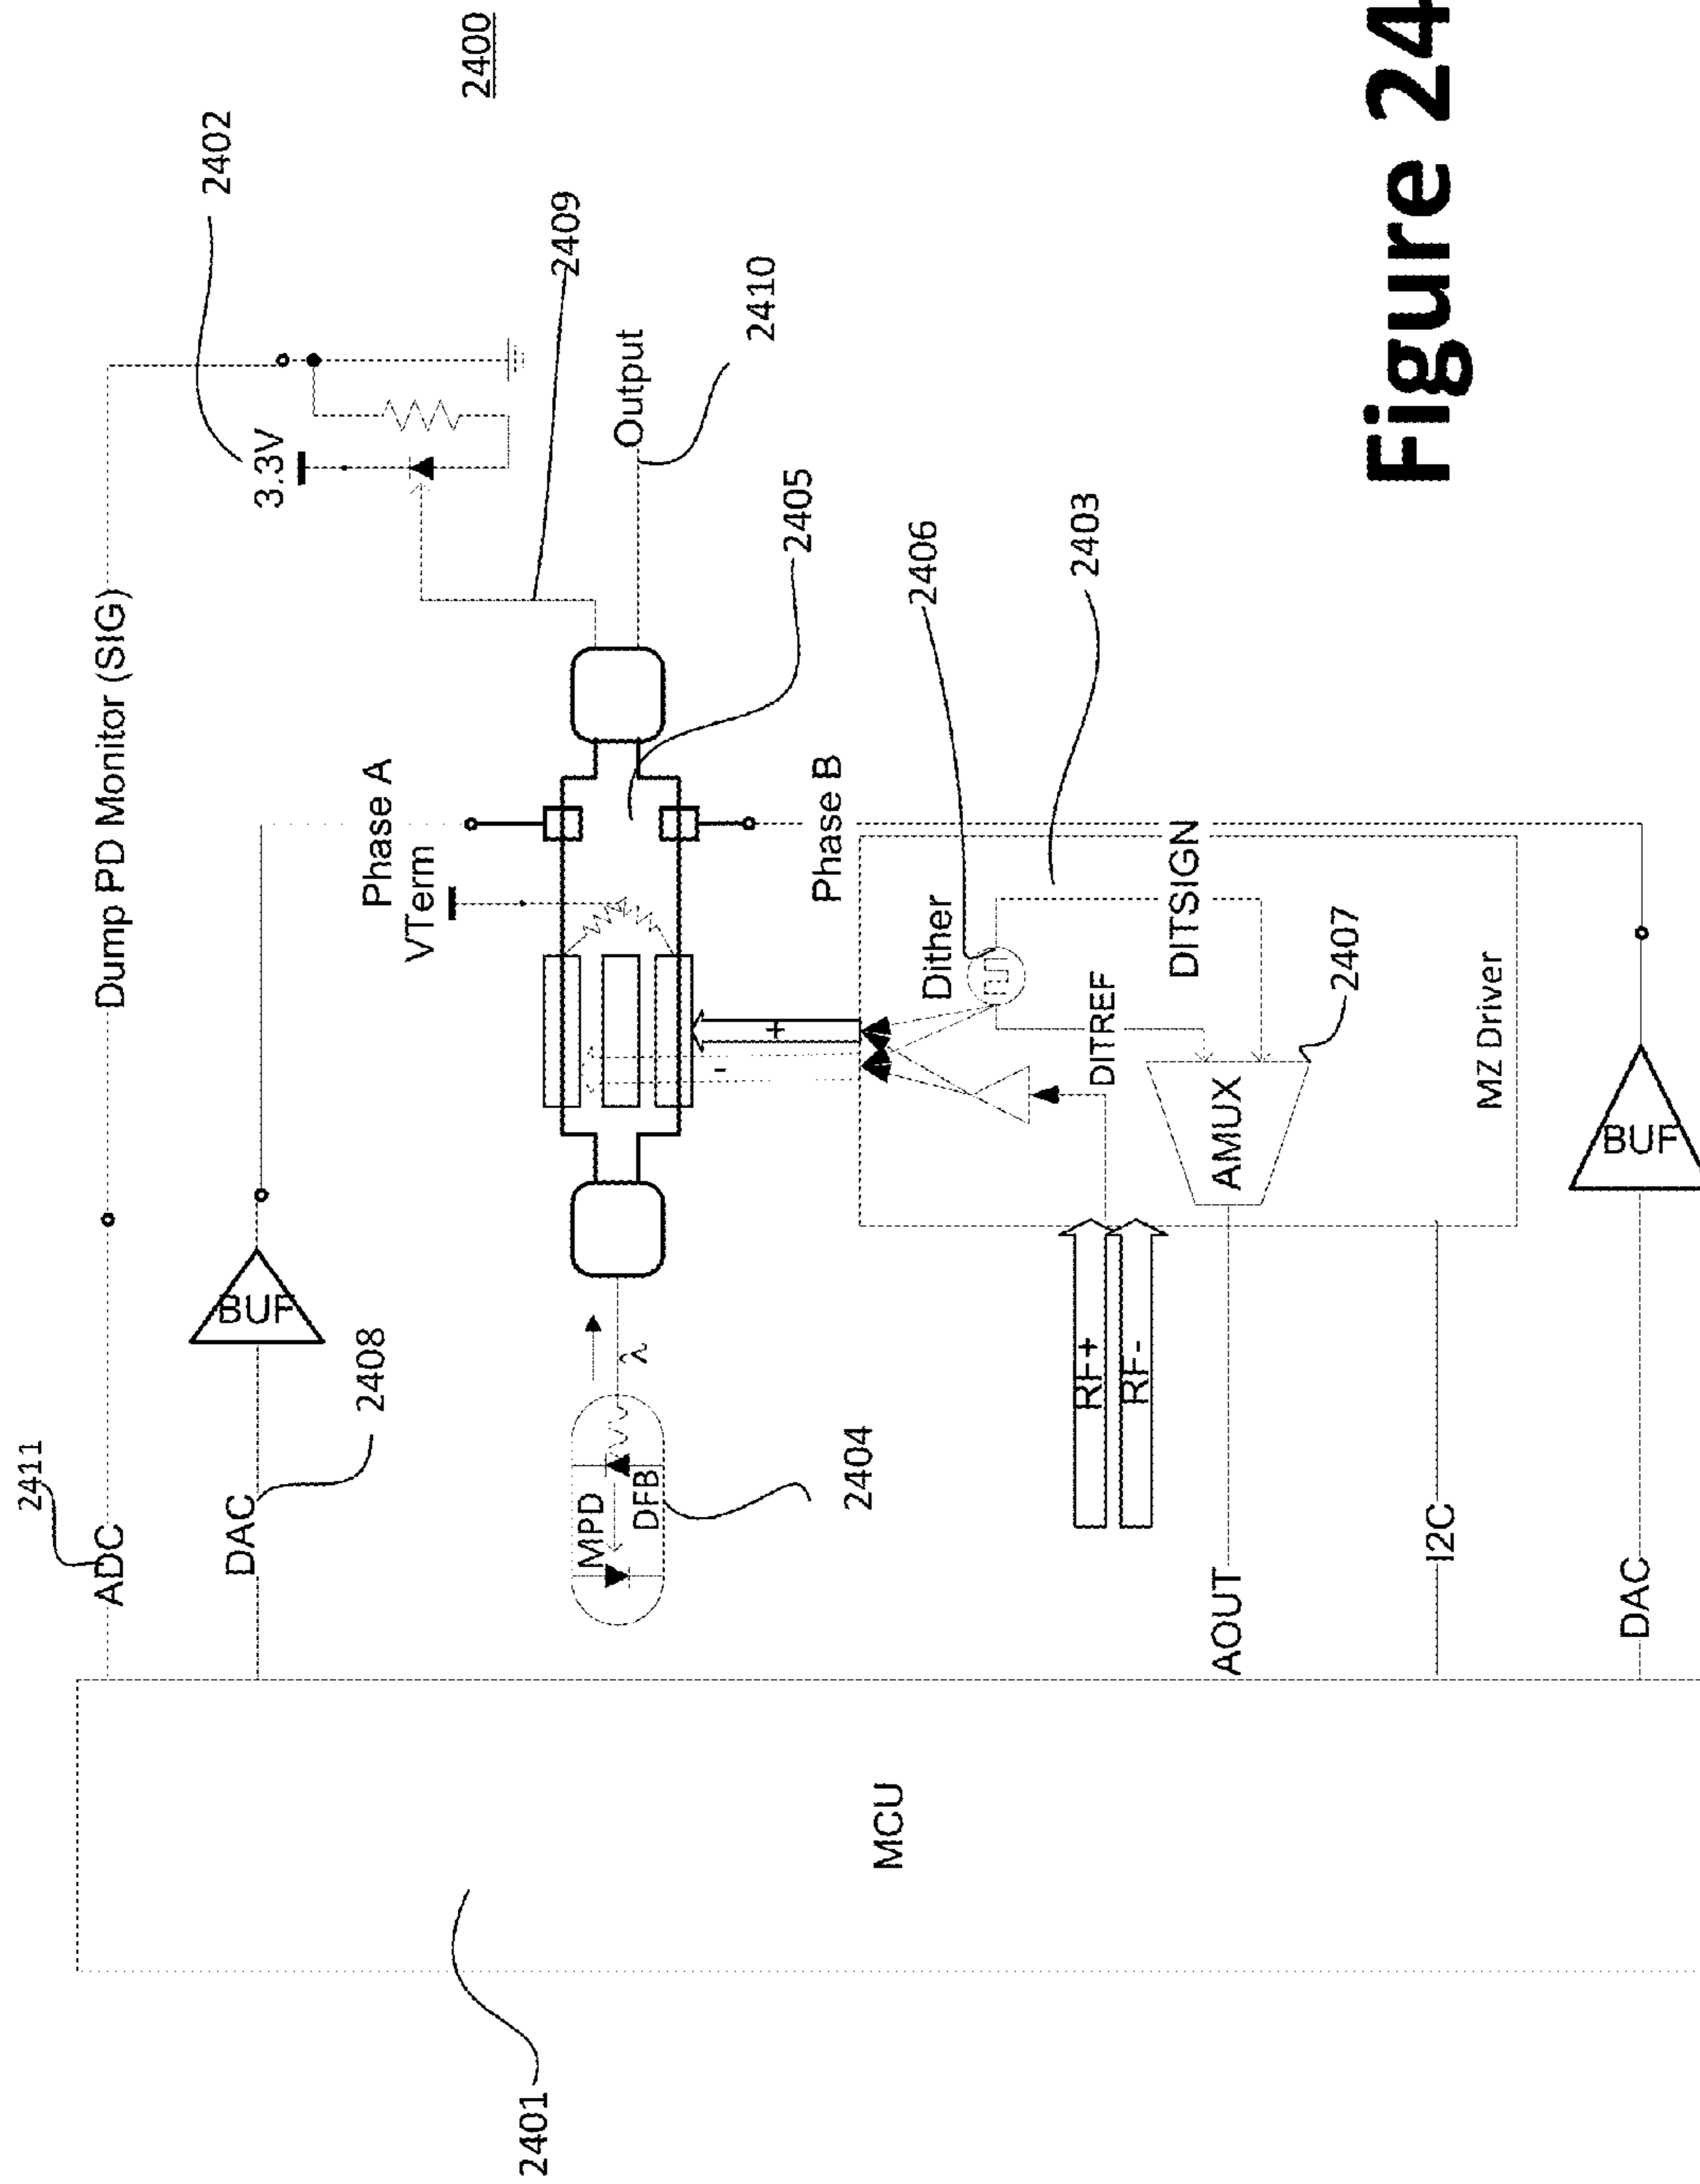 2400
2411
2402
ADC
Dump PD Monitor (SIG)
3.3V
DAC
BUF
2408
2409
Phase A
VTerm
Output
2410
MPD
DFB
λ
2404
2405
Phase B
2406
2403
Dither
+
-
RF+
RF-
DITREF
DITSIGN
AMUX
2407
MZ Driver
AOUT
I2C
DAC
BUF
MCU
2401
Figure 24